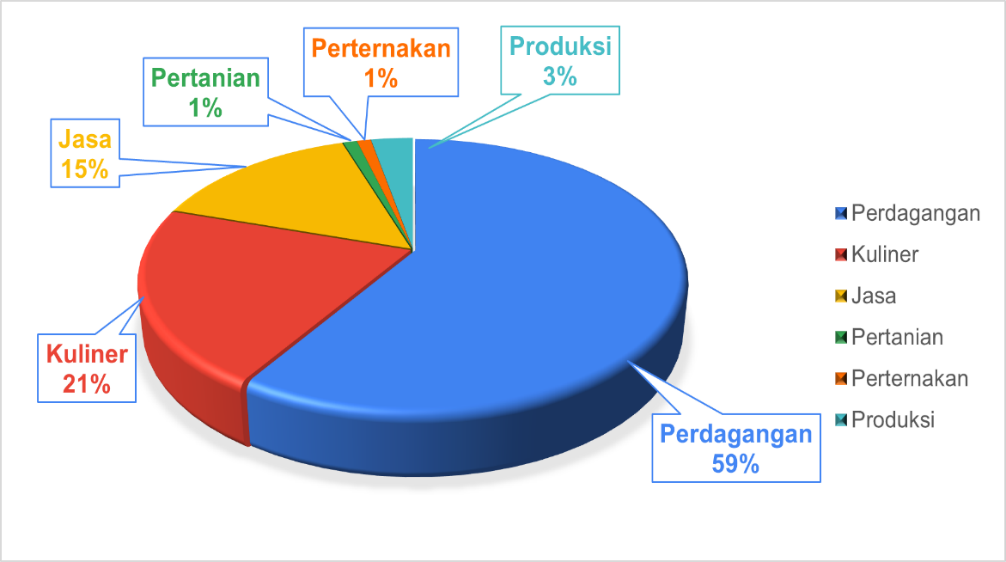 Produksi
3%
Perternakan
1%
Pertanian
1%
Jasa
15%
Kuliner
21%
Perdagangan
59%
Perdagangan
Kuliner
Jasa
Pertanian
Perternakan
Produksi